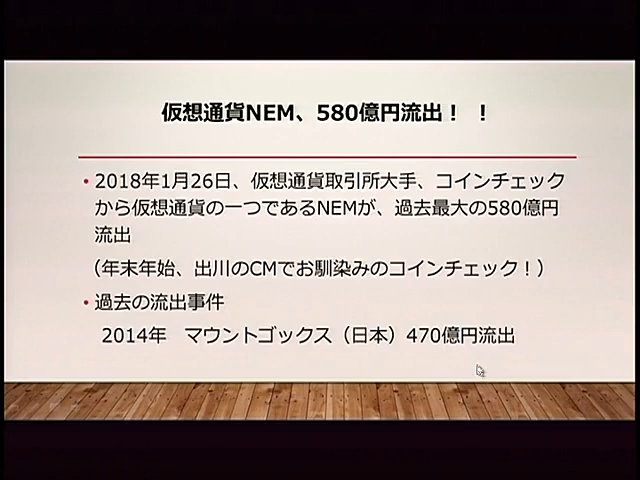 仮想通貨NEM、580億円流出！ ！
• 2018年1月26日、仮想通貨取引所大手、コインチェック
から仮想通貨の一つであるNEMが、過去最大の580億円
流出
（年末年始、出川のCMでお馴染みのコインチェック！）
• 過去の流出事件
2014年　マウントゴックス（日本）470億円流出